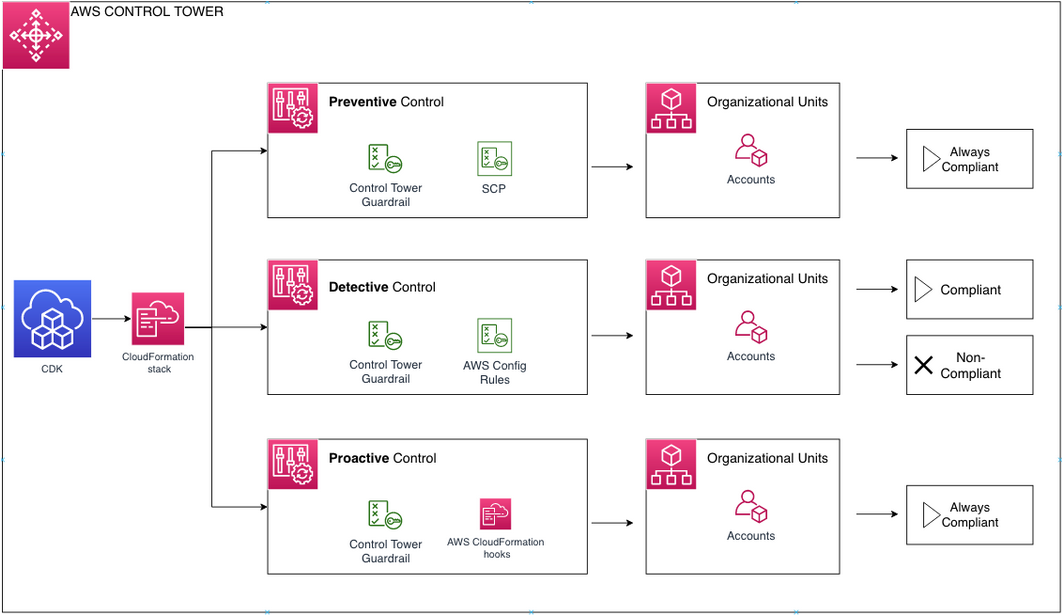 AWS CONTROL TOWER
Preventive Control
Control Tower
Guardrail
SCP
Organizational Units
Accounts
Always
Compliant
CDK
CloudFormation
stack
Detective Control
Control Tower
Guardrail
AWS Config
Rules
Organizational Units
Accounts
Compliant
Non-
Compliant
Proactive Control
Control Tower
Guardrail
AWS CloudFormation
hooks
Organizational Units
Accounts
Always
Compliant